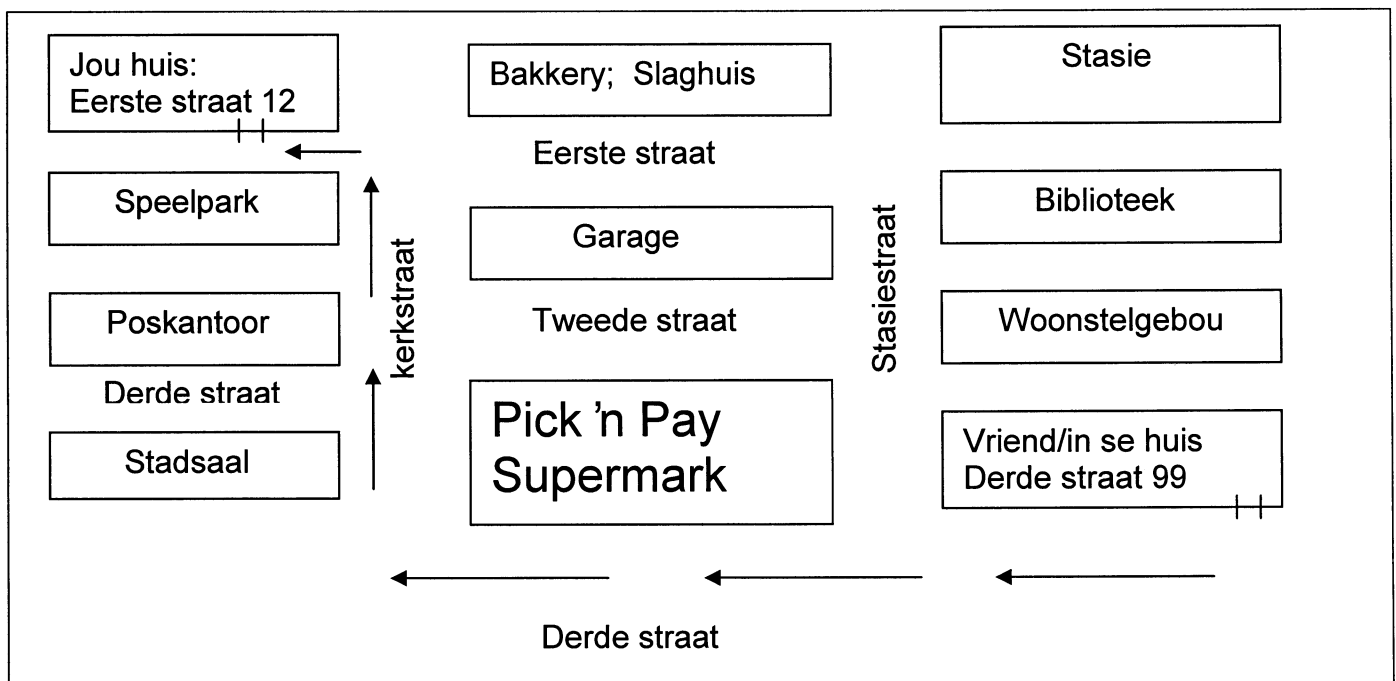 Jou huis:
Eerste straat 12
Bakkery; Slaghuis
Stasie
Eerste straat
Speelpark
Biblioteek
Garage
kerkstraat
Stasiestraat
Poskantoor
Tweede straat
Woonstelgebou
Derde straat
Pick 'n Pay
Supermark
Stadsaal
Vriend/in se huis
Derde straat 99
Derde straat